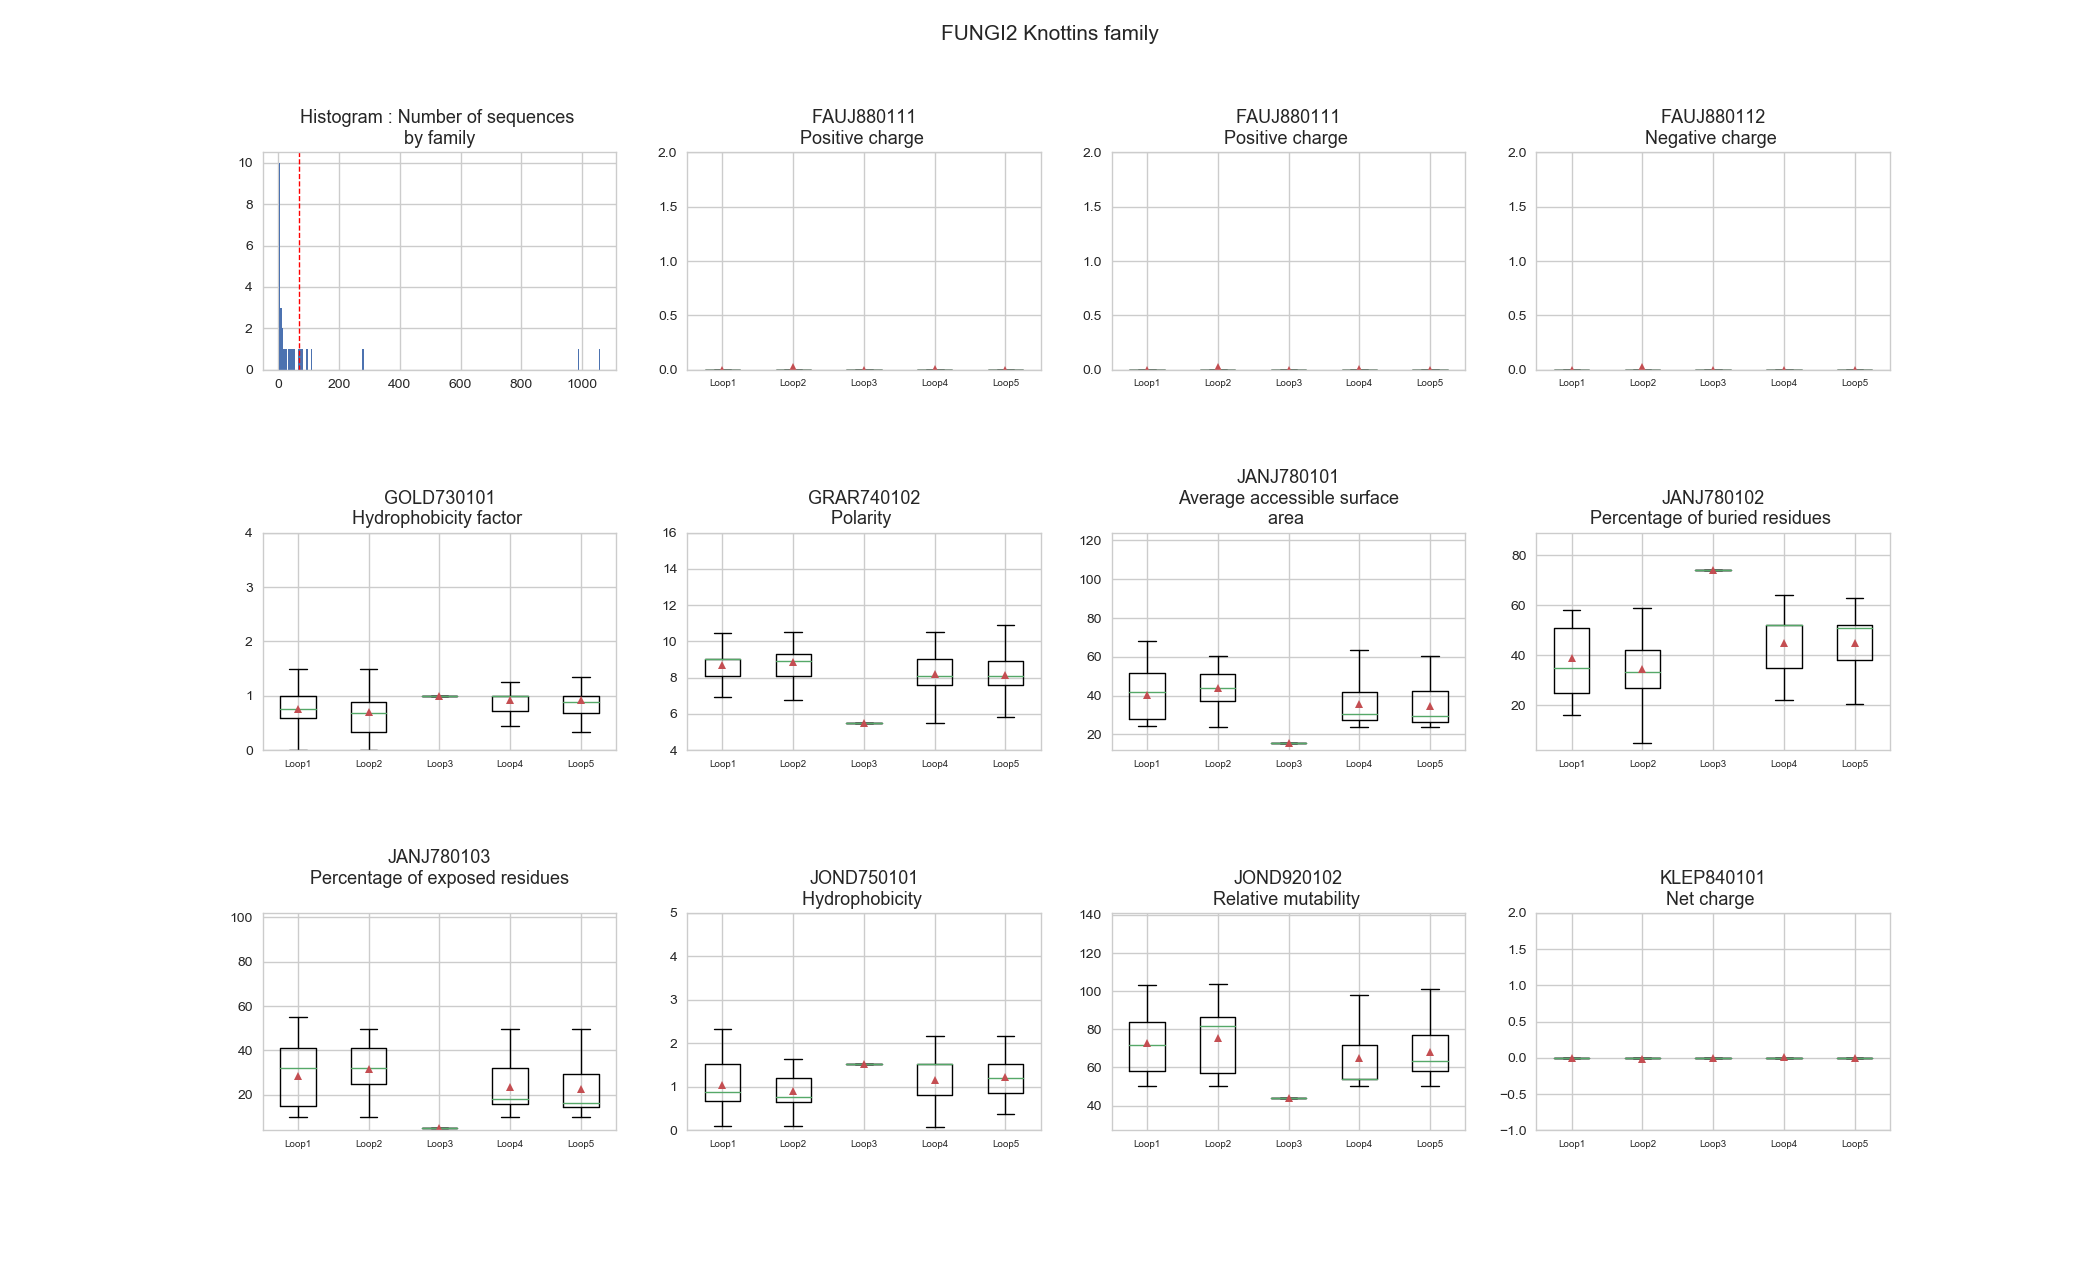 FUNGI2 Knottins family
Histogram : Number of sequences
by family
10
8
6
4
2
0
0 200 400 600 800 1000
FAUJ880111
Positive charge
2.0
1.5
1.0
0.5
0.0
Loop1 Loop2 Loop3 Loop4 Loop5
FAUJ880111
Positive charge
2.0
1.5
1.0
0.5
0.0
Loop1 Loop2 Loop3 Loop4 Loop5
FAUJ880112
Negative charge
2.0
1.5
1.0
0.5
0.0
Loop1 Loop2 Loop3 Loop4 Loop5
GOLD730101
Hydrophobicity factor
4
3
2
1
0
Loop1 Loop2 Loop3 Loop4 Loop5
GRAR740102
Polarity
16
14
12
10
8
6
4
Loop1 Loop2 Loop3 Loop4 Loop5
JANJ780101
Average accessible surface
area
120
100
80
60
40
20
Loop1 Loop2 Loop3 Loop4 Loop5
JANJ780102
Percentage of buried residues
80
60
40
20
Loop1 Loop2 Loop3 Loop4 Loop5
JANJ780103
Percentage of exposed residues
100
80
60
40
20
Loop1 Loop2 Loop3 Loop4 Loop5
JOND750101
Hydrophobicity
5
4
3
2
1
0
Loop1 Loop2 Loop3 Loop4 Loop5
JOND920102
Relative mutability
140
120
100
80
60
40
Loop1 Loop2 Loop3 Loop4 Loop5
KLEP840101
Net charge
2.0
1.5
1.0
0.5
0.0
−0.5
−1.0
Loop1 Loop2 Loop3 Loop4 Loop5